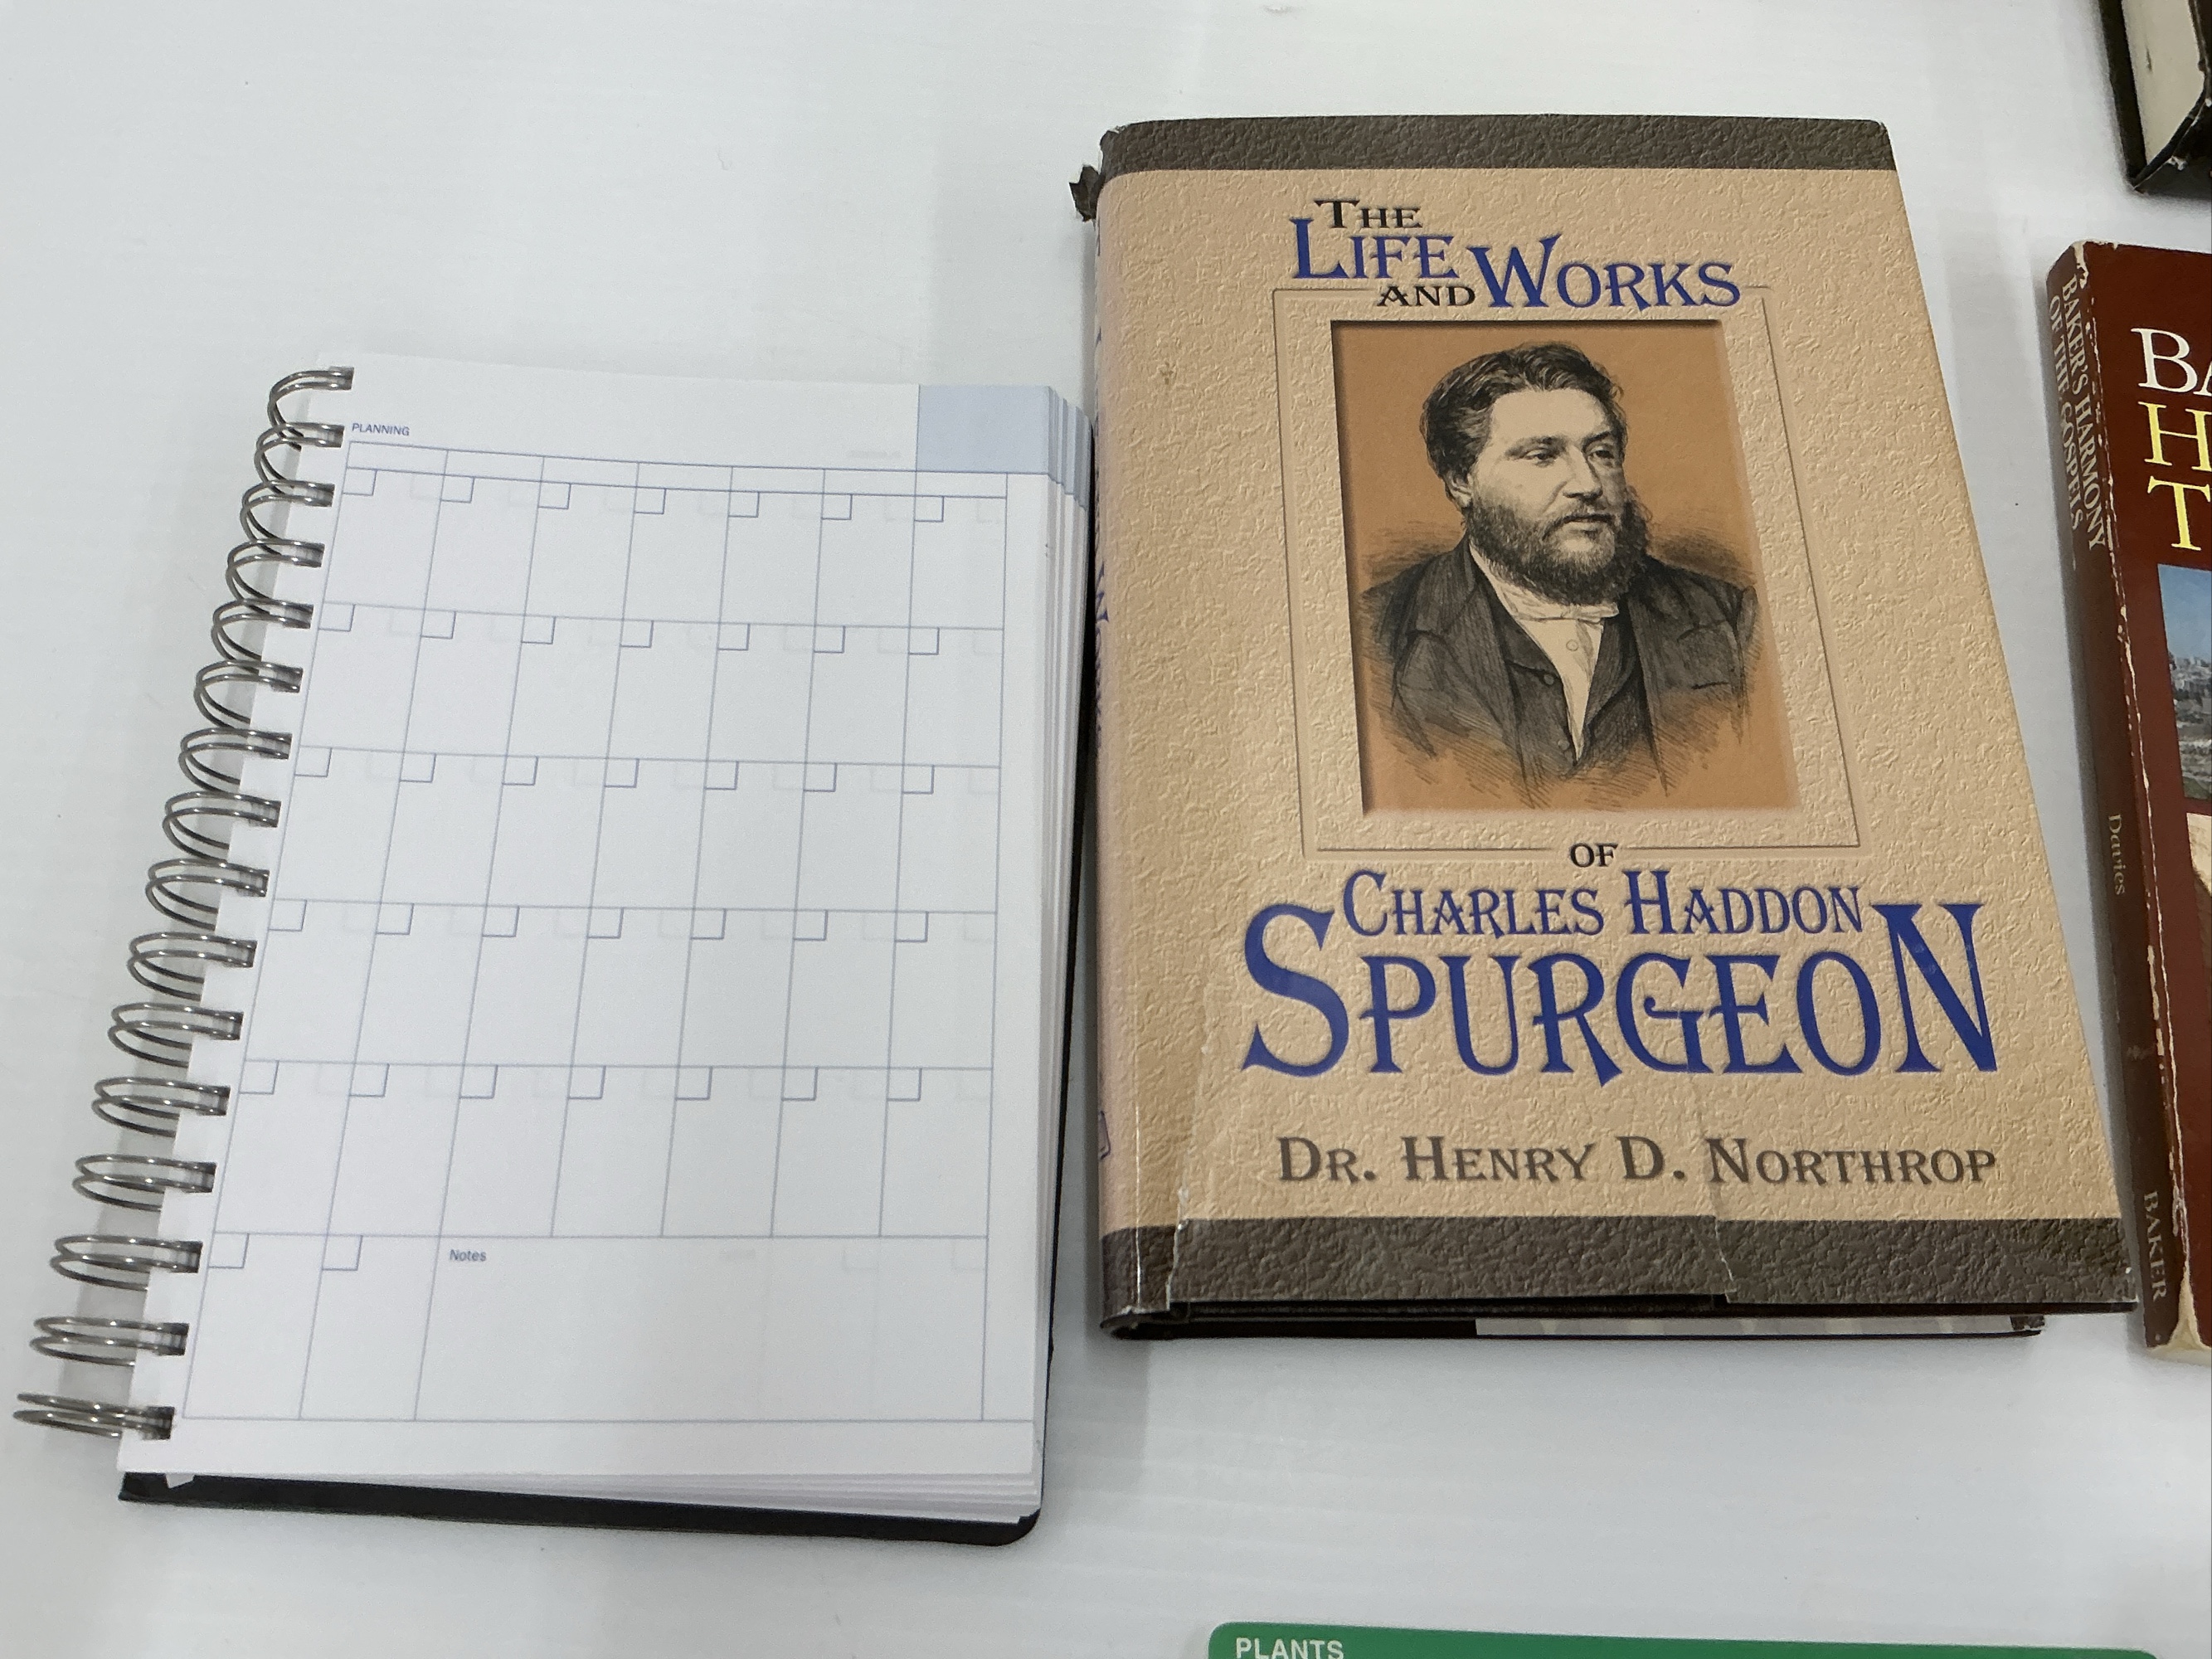 PLANNING
Notes
THE
LIFE
AND WORKS
OF
CHARLES HADDON
SPURGEON
DR. HENRY D. NORTHROP
BAKER'S HARMONY
OF THE GOSPELS
Davies
BAKER
BA
H
T
PLANTS